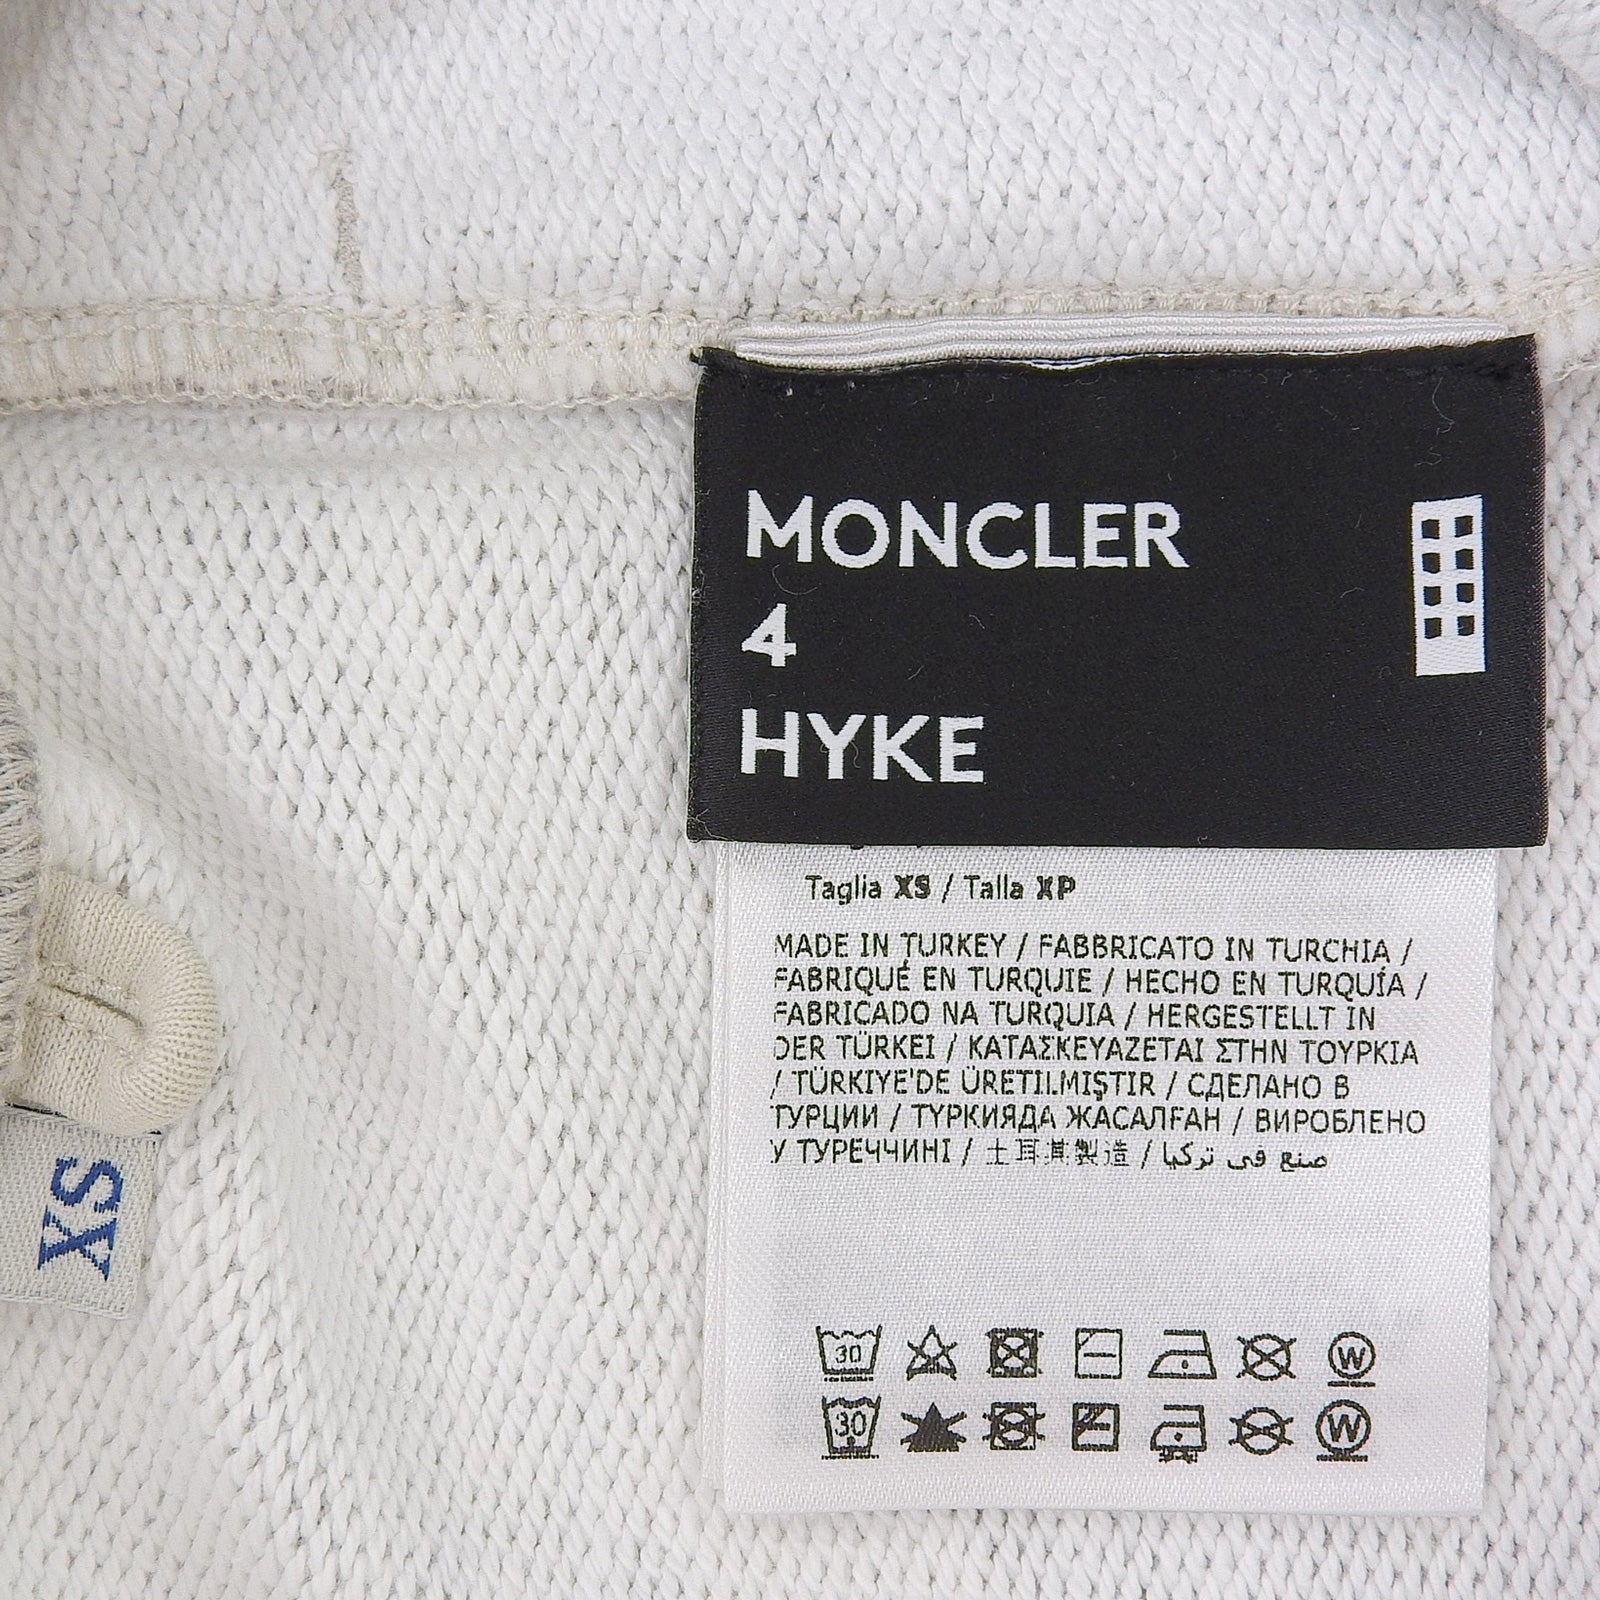 MONCLER
4
HYKE
Taglia XS / Talla XP
MADE IN TURKEY / FABBRICATO IN TURCHIA /
FABRIQUÉ EN TURQUIE / HECHO EN TURQUÍA /
FABRICADO NA TURQUIA / HERGESTELLT IN
DER TÜRKEI / ΚΑΤΑΣΚΕΥΑΖΕΤΑΙ ΣΤΗΝ ΤΟΥΡΚΙΑ
/ TÜRKIYE'DE ÜRETILMIŞTIR / СДЕЛАНО В
ТУРЦИИ / ТҮРКИЯДА ЖАСАЛҒАН / ВИРОБЛЕНО
У ТУРЕЧЧИНІ / 土耳其製造 / صنع في تركيا
XS
30 W
30 W